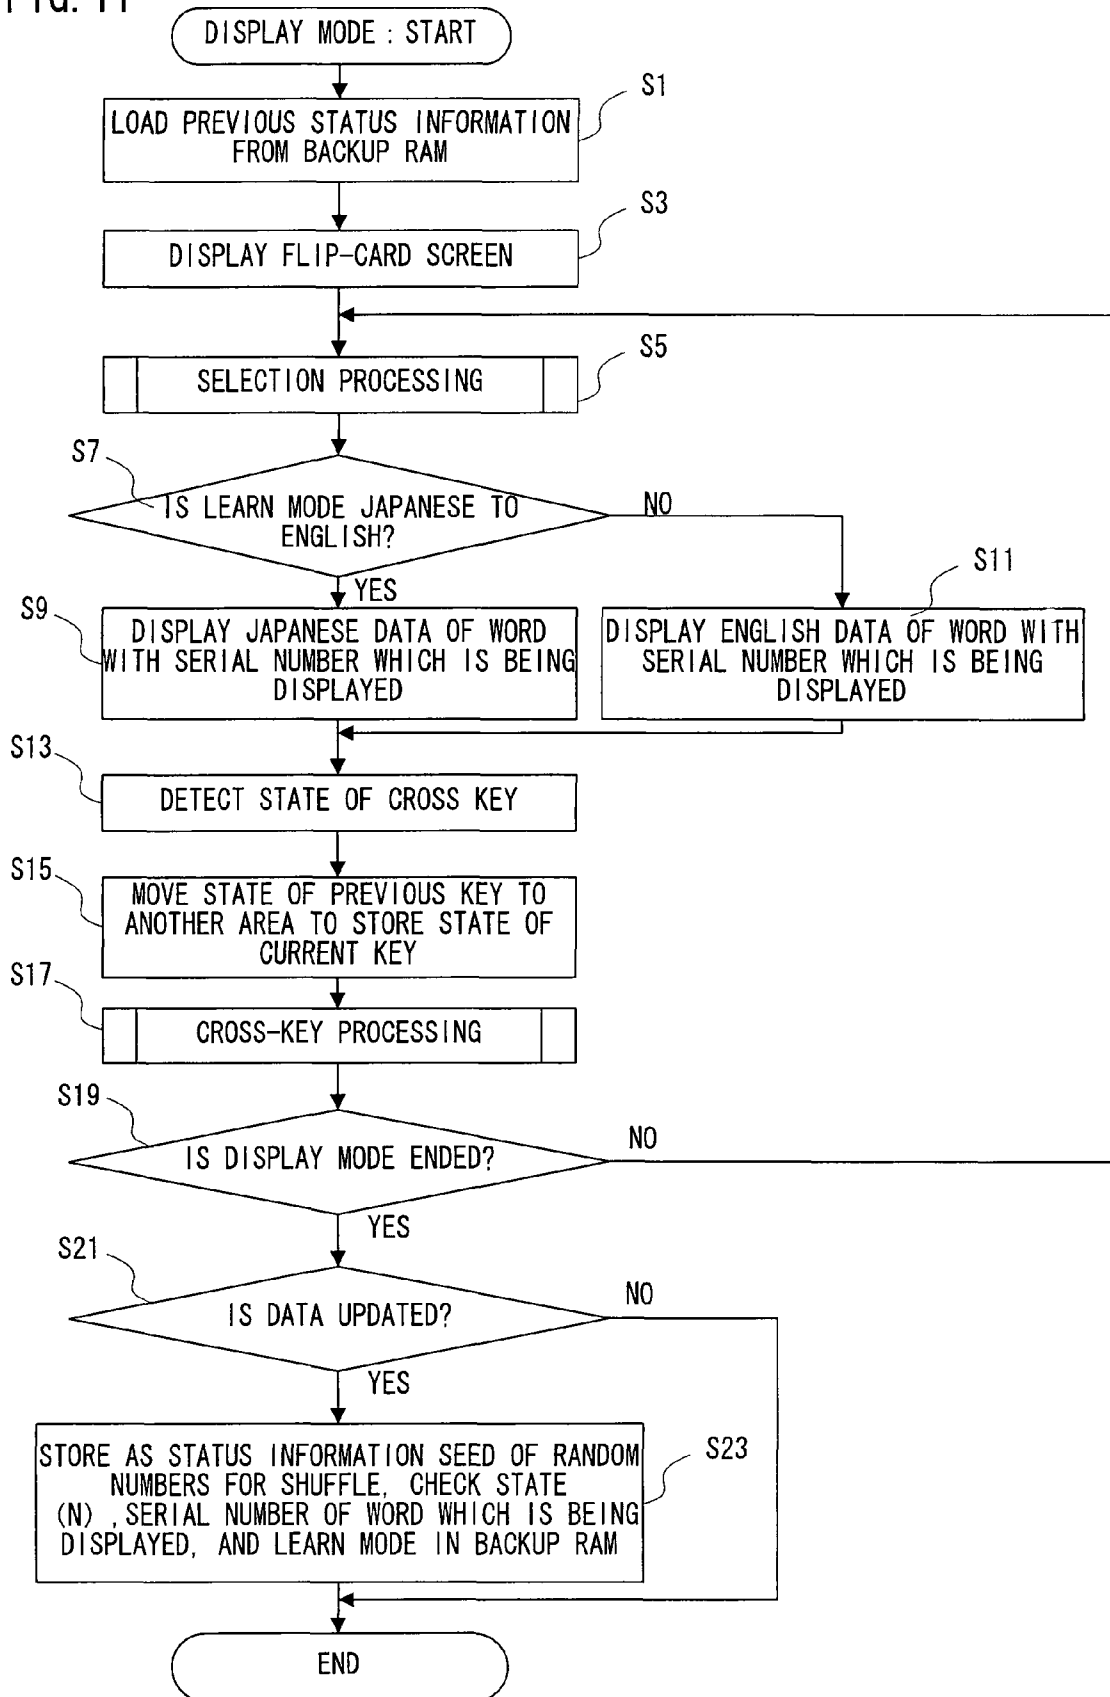 FIG. 11
DISPLAY MODE : START
S1
LOAD PREVIOUS STATUS INFORMATION
FROM BACKUP RAM
S3
DISPLAY FLIP-CARD SCREEN
S5
SELECTION PROCESSING
S7
IS LEARN MODE JAPANESE TO
ENGLISH?
NO
YES
S9
DISPLAY JAPANESE DATA OF WORD
WITH SERIAL NUMBER WHICH IS BEING
DISPLAYED
S11
DISPLAY ENGLISH DATA OF WORD WITH
SERIAL NUMBER WHICH IS BEING
DISPLAYED
S13
DETECT STATE OF CROSS KEY
S15
MOVE STATE OF PREVIOUS KEY TO
ANOTHER AREA TO STORE STATE OF
CURRENT KEY
S17
CROSS-KEY PROCESSING
S19
IS DISPLAY MODE ENDED?
NO
YES
S21
IS DATA UPDATED?
NO
YES
S23
STORE AS STATUS INFORMATION SEED OF RANDOM
NUMBERS FOR SHUFFLE, CHECK STATE
(N) ,SERIAL NUMBER OF WORD WHICH IS BEING
DISPLAYED, AND LEARN MODE IN BACKUP RAM
END